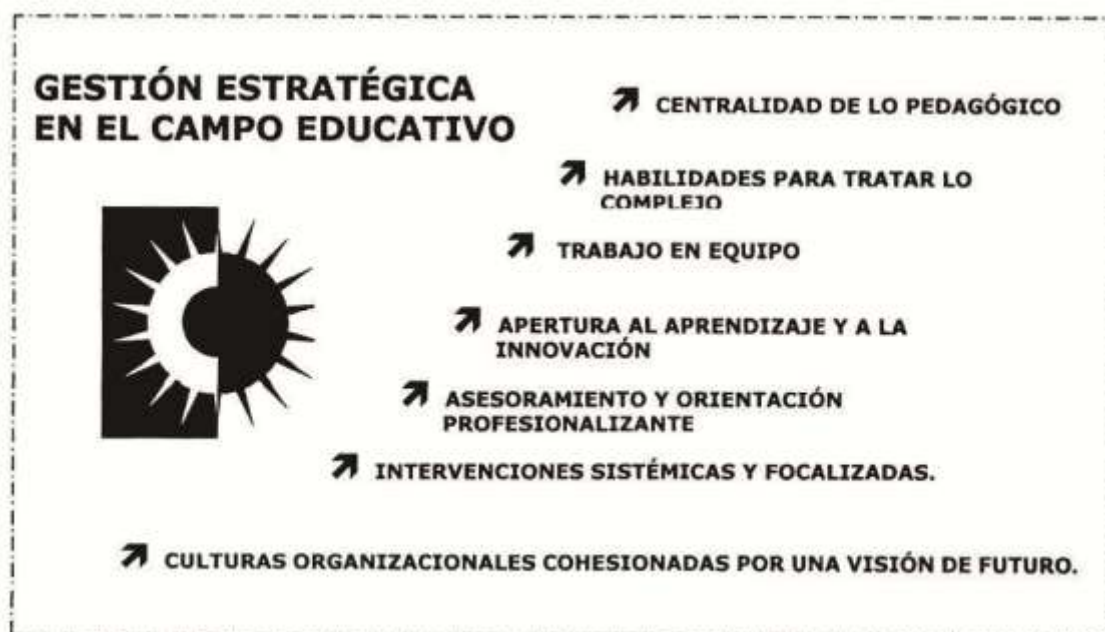 GESTIÓN ESTRATÉGICA
EN EL CAMPO EDUCATIVO
CENTRALIDAD DE LO PEDAGÓGICO
HABILIDADES PARA TRATAR LO
COMPLEJO
TRABAJO EN EQUIPO
APERTURA AL APRENDIZAJE Y A LA
INNOVACIÓN
ASESORAMIENTO Y ORIENTACIÓN
PROFESIONALIZANTE
INTERVENCIONES SISTÉMICAS Y FOCALIZADAS.
CULTURAS ORGANIZACIONALES COHESIONADAS POR UNA VISIÓN DE FUTURO.